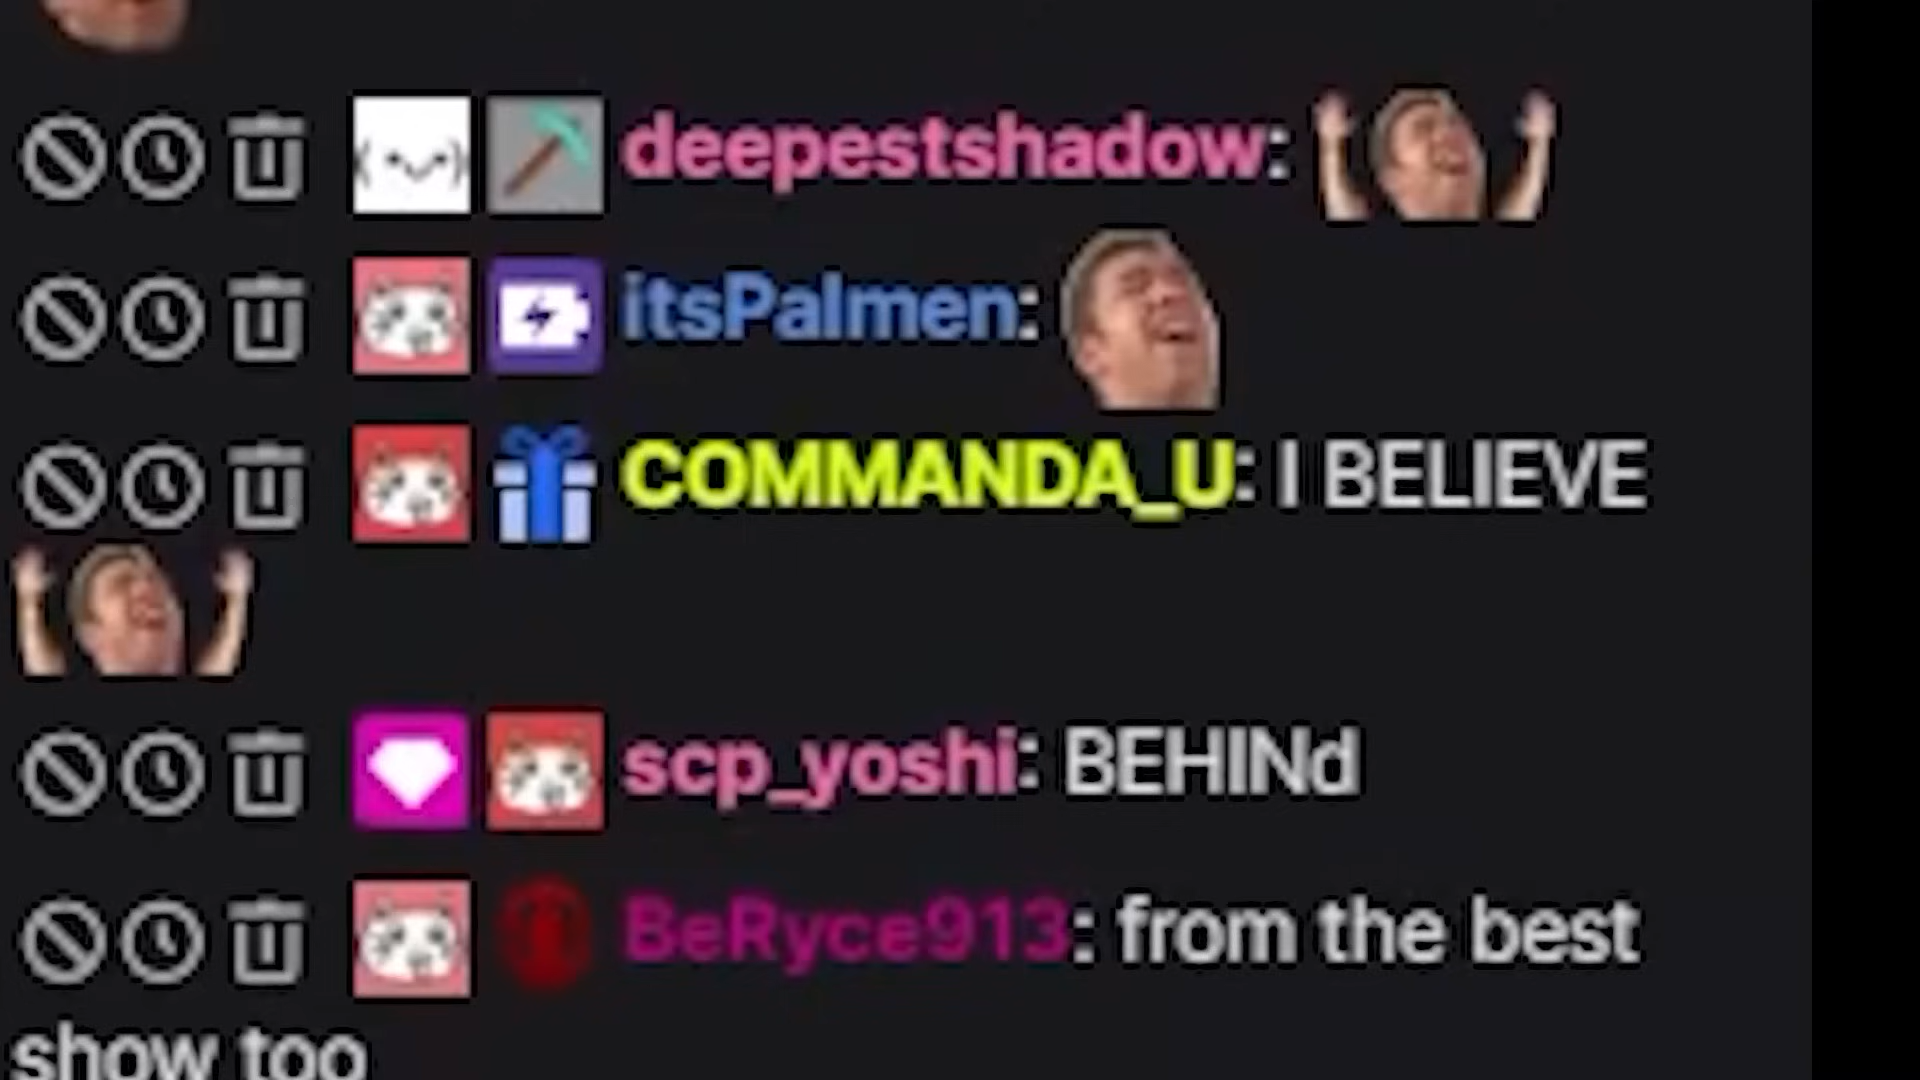 deepestshadow:
itsPalmen:
COMMANDA_U: I BELIEVE
scp_yoshi: BEHINd
BeRyce913: from the best
show too